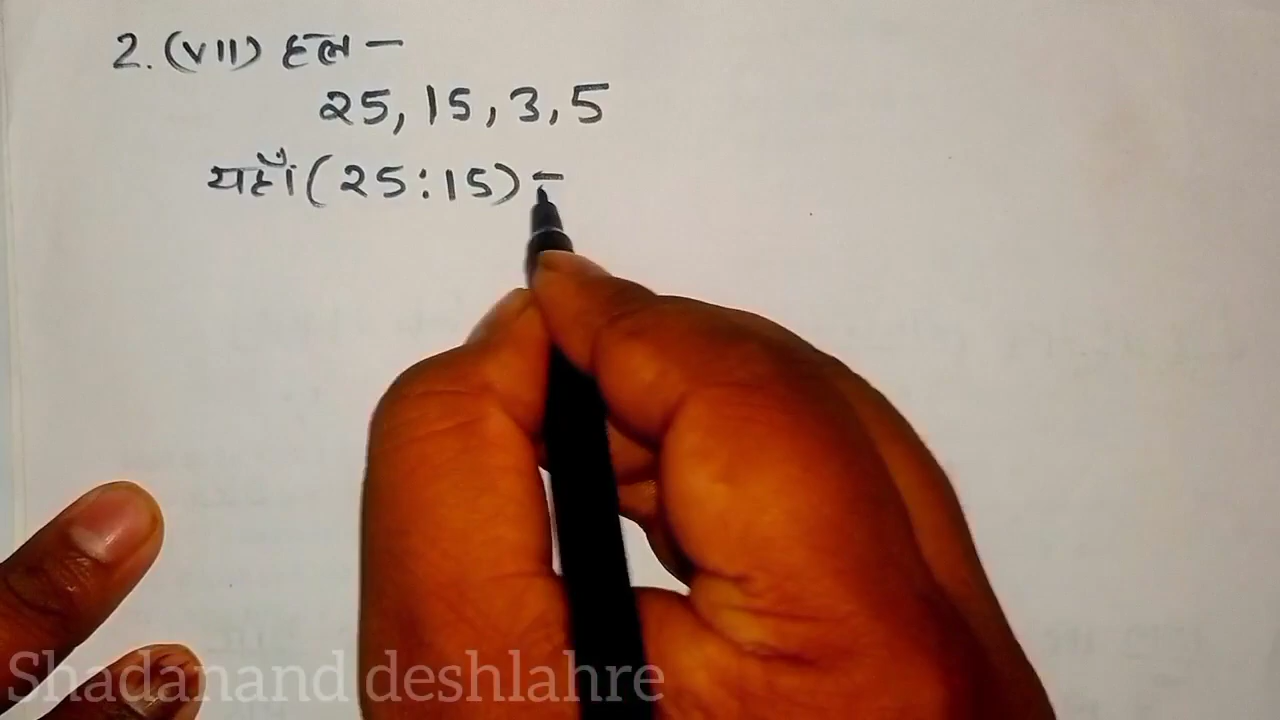 2. (VII) हल -
25, 15, 3, 5
यहाँ (25:15) =
Shadanand deshlahre